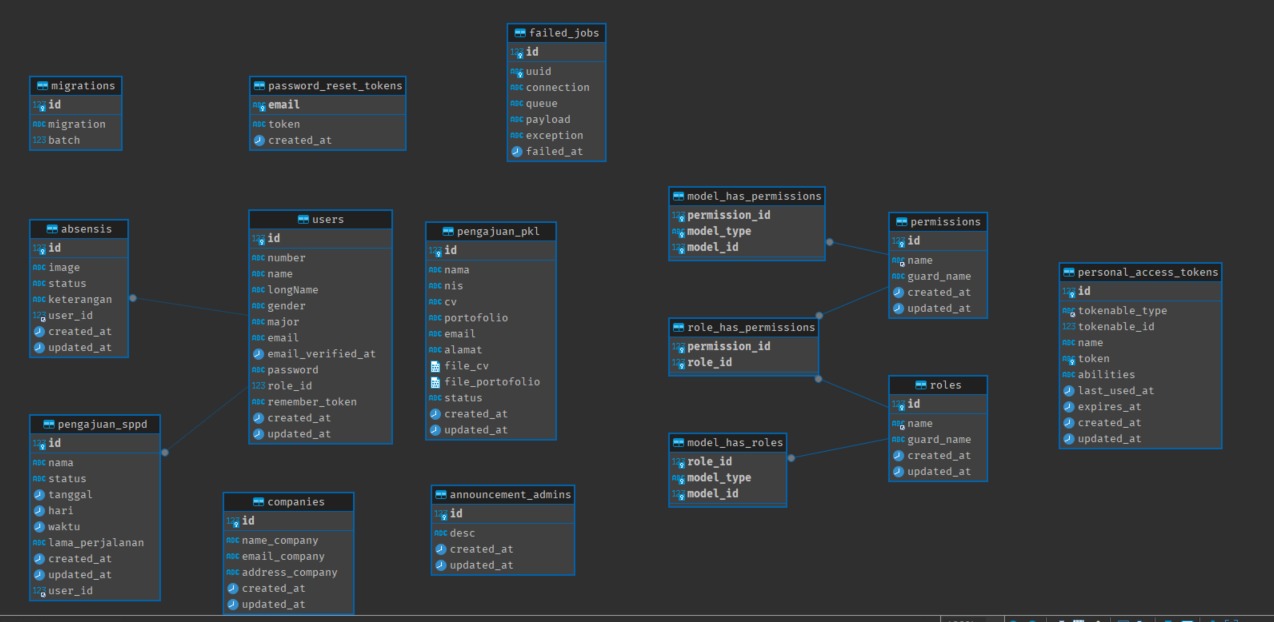 failed_jobs
id
uuid
connection
queue
payload
exception
failed_at
migrations
id
migration
batch
password_reset_tokens
email
token
created_at
absensis
id
image
status
keterangan
user_id
created_at
updated_at
users
id
number
name
longName
gender
major
email
email_verified_at
password
role_id
remember_token
created_at
updated_at
pengajuan_pkl
id
nama
nis
cv
portofolio
email
alamat
file_cv
file_portofolio
status
created_at
updated_at
model_has_permissions
permission_id
model_type
model_id
permissions
id
name
guard_name
created_at
updated_at
personal_access_tokens
id
tokenable_type
tokenable_id
name
token
abilities
last_used_at
expires_at
created_at
updated_at
role_has_permissions
permission_id
role_id
roles
id
name
guard_name
created_at
updated_at
model_has_roles
role_id
model_type
model_id
pengajuan_sppd
id
nama
status
tanggal
hari
waktu
lama_perjalanan
created_at
updated_at
user_id
companies
id
name_company
email_company
address_company
created_at
updated_at
announcement_admins
id
desc
created_at
updated_at